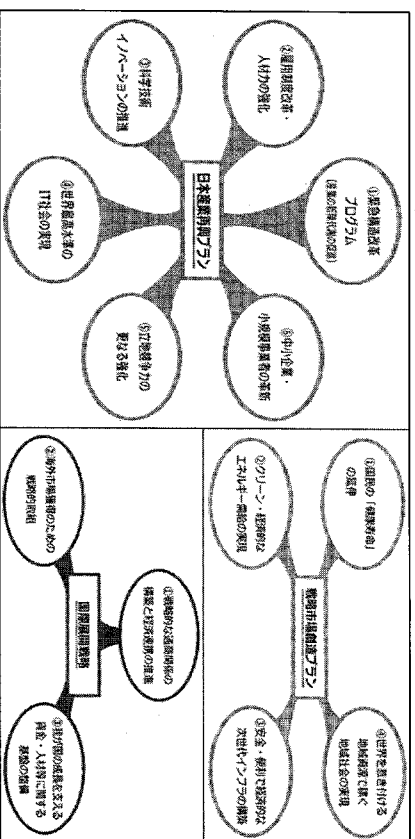 日本産業再興プラン
①緊急構造改革
プログラム
(産業の新陳代謝の促進)
②雇用制度改革・
人材力の強化
③科学技術
イノベーションの推進
④世界最高水準の
IT社会の実現
⑤立地競争力の
更なる強化
⑥中小企業・
小規模事業者の革新
戦略市場創造プラン
①国民の「健康寿命」
の延伸
②クリーン・経済的な
エネルギー需給の実現
③安全・便利で経済的な
次世代インフラの構築
④世界を惹き付ける
地域資源で稼ぐ
地域社会の実現
国際展開戦略
①戦略的な通商関係の
構築と経済連携の推進
②海外市場獲得のための
戦略的取組
③我が国の成長を支える
資金・人材等に関する
基盤の整備